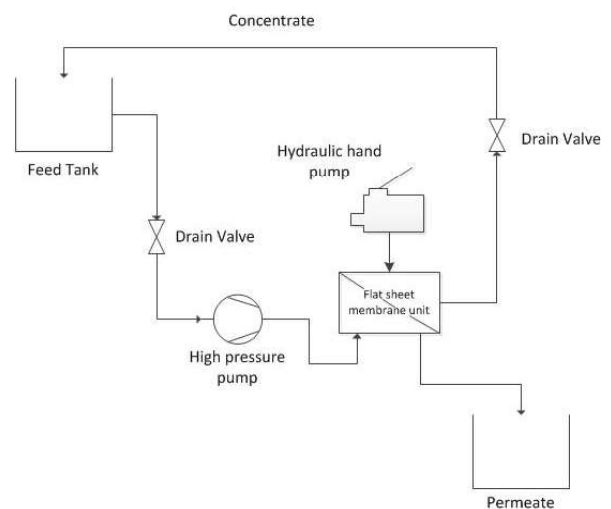 Concentrate
Feed Tank
Drain Valve
Hydraulic hand
pump
Drain Valve
Flat sheet
membrane unit
High pressure
pump
Permeate